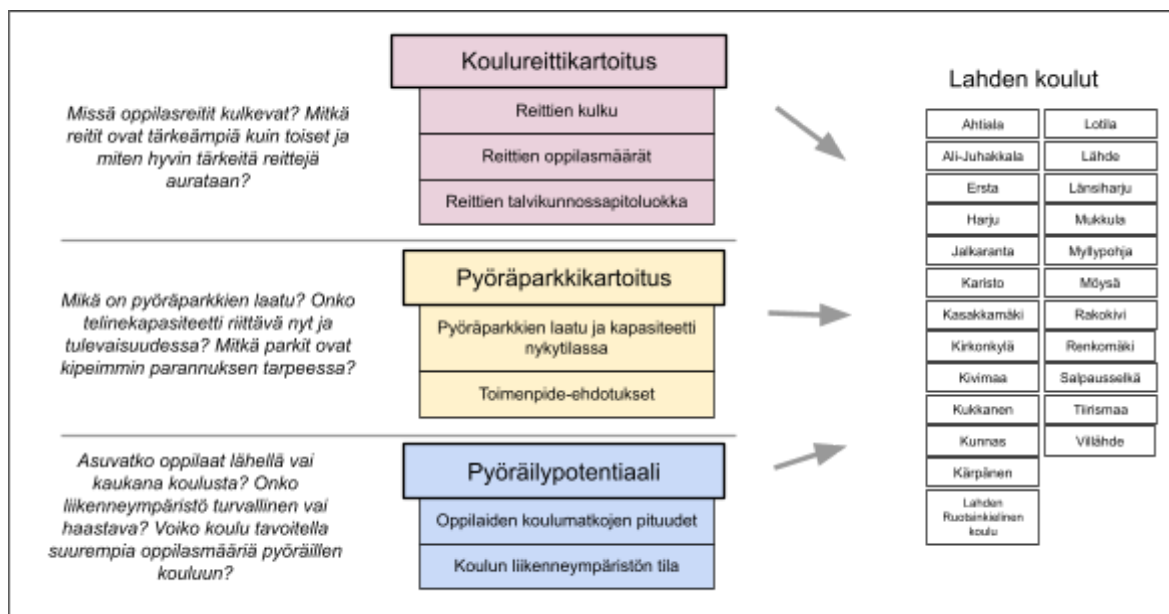 Koulureittikartoitus
Missä oppilasreitit kulkevat? Mitkä
reitit ovat tärkeämpiä kuin toiset ja
miten hyvin tärkeitä reittejä
aurataan?
Reittien kulku
Reittien oppilasmäärät
Reittien talvikunnossapitoluokka
Pyöräparkkikartoitus
Mikä on pyöräparkkien laatu? Onko
telinekapasiteetti riittävä nyt ja
tulevaisuudessa? Mitkä parkit ovat
kipeimmin parannuksen tarpeessa?
Pyöräparkkien laatu ja kapasiteetti
nykytilassa
Toimenpide-ehdotukset
Pyöräilypotentiaali
Asuvatko oppilaat lähellä vai
kaukana koulusta? Onko
liikenneympäristö turvallinen vai
haastava? Voiko koulu tavoitella
suurempia oppilasmääriä pyöräillen
kouluun?
Oppilaiden koulumatkojen pituudet
Koulun liikenneympäristön tila
Lahden koulut
Ahtiala
Ali-Juhakkala
Ersta
Harju
Jalkaranta
Karisto
Kasakkamäki
Kirkonkylä
Kivimaa
Kukkanen
Kunnas
Kärpänen
Lahden
Ruotsinkielinen
koulu
Lotila
Lähde
Länsiharju
Mukkula
Myllypohja
Möysä
Rakokivi
Renkomäki
Salpausselkä
Tiirismaa
Villähde